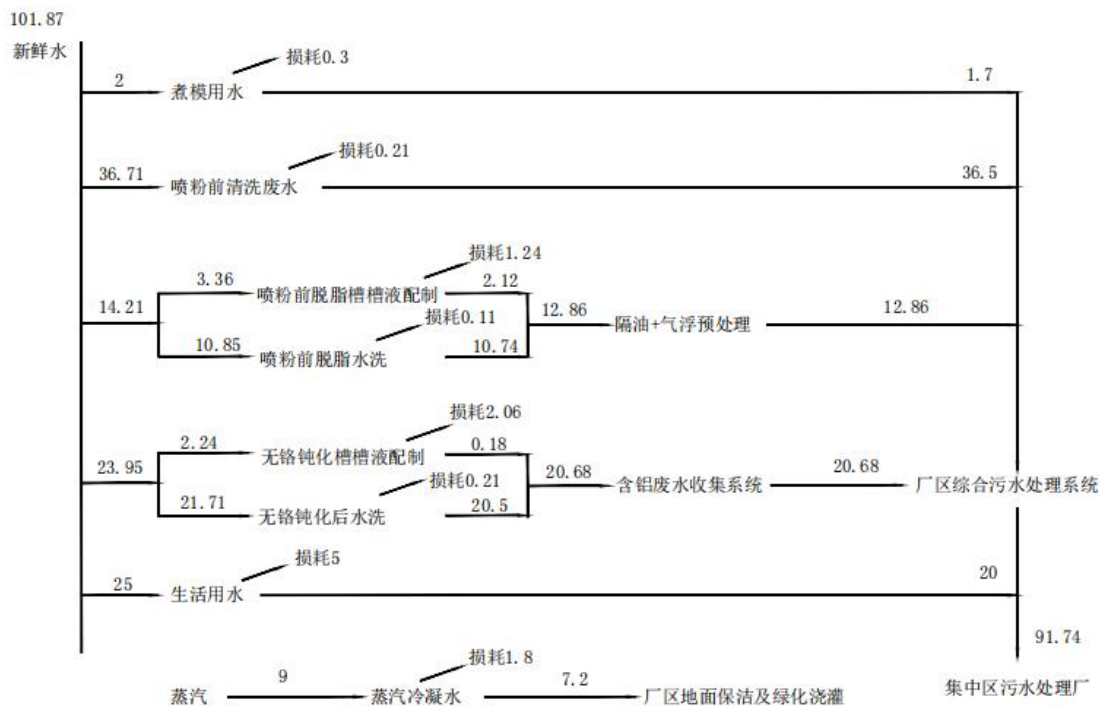 101.87
新鲜水
损耗0.3
2
煮模用水
1.7
损耗0.21
36.71
喷粉前清洗废水
36.5
损耗1.24
3.36
喷粉前脱脂槽槽液配制
2.12
14.21
损耗0.11
12.86
隔油+气浮预处理
12.86
10.85
喷粉前脱脂水洗
10.74
损耗2.06
2.24
无铬钝化槽槽液配制
0.18
23.95
损耗0.21
20.68
含铝废水收集系统
20.68
厂区综合污水处理系统
21.71
无铬钝化后水洗
20.5
损耗5
25
生活用水
20
91.74
损耗1.8
蒸汽
9
蒸汽冷凝水
7.2
厂区地面保洁及绿化浇灌
集中区污水处理厂